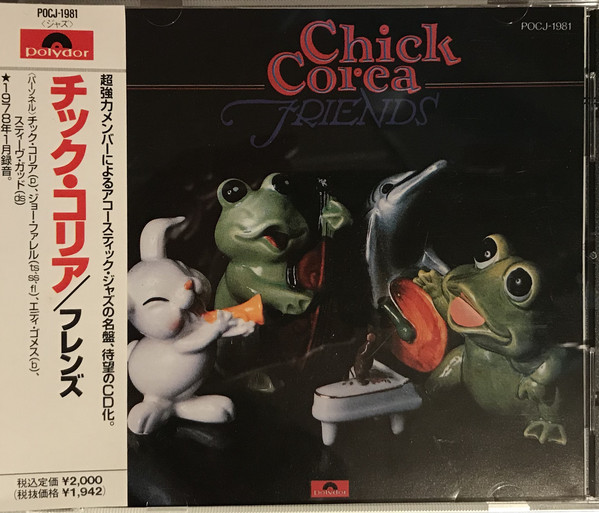 POCJ-1981
〈ジャズ〉
polydor
超強力メンバーによるアコースティック・ジャズの名盤、待望のCD化。
チック・コリア/フレンズ
〈パーソネル〉チック・コリア(p)、ジョー・ファレル(ts・ss・fl)、エディ・ゴメス(b)、
スティーヴ・ガッド(ds)
★1978年1月録音。
税込定価 ¥2,000
(税抜価格 ¥1,942)
POCJ-1981
Chick
Corea
FRIENDS
polydor